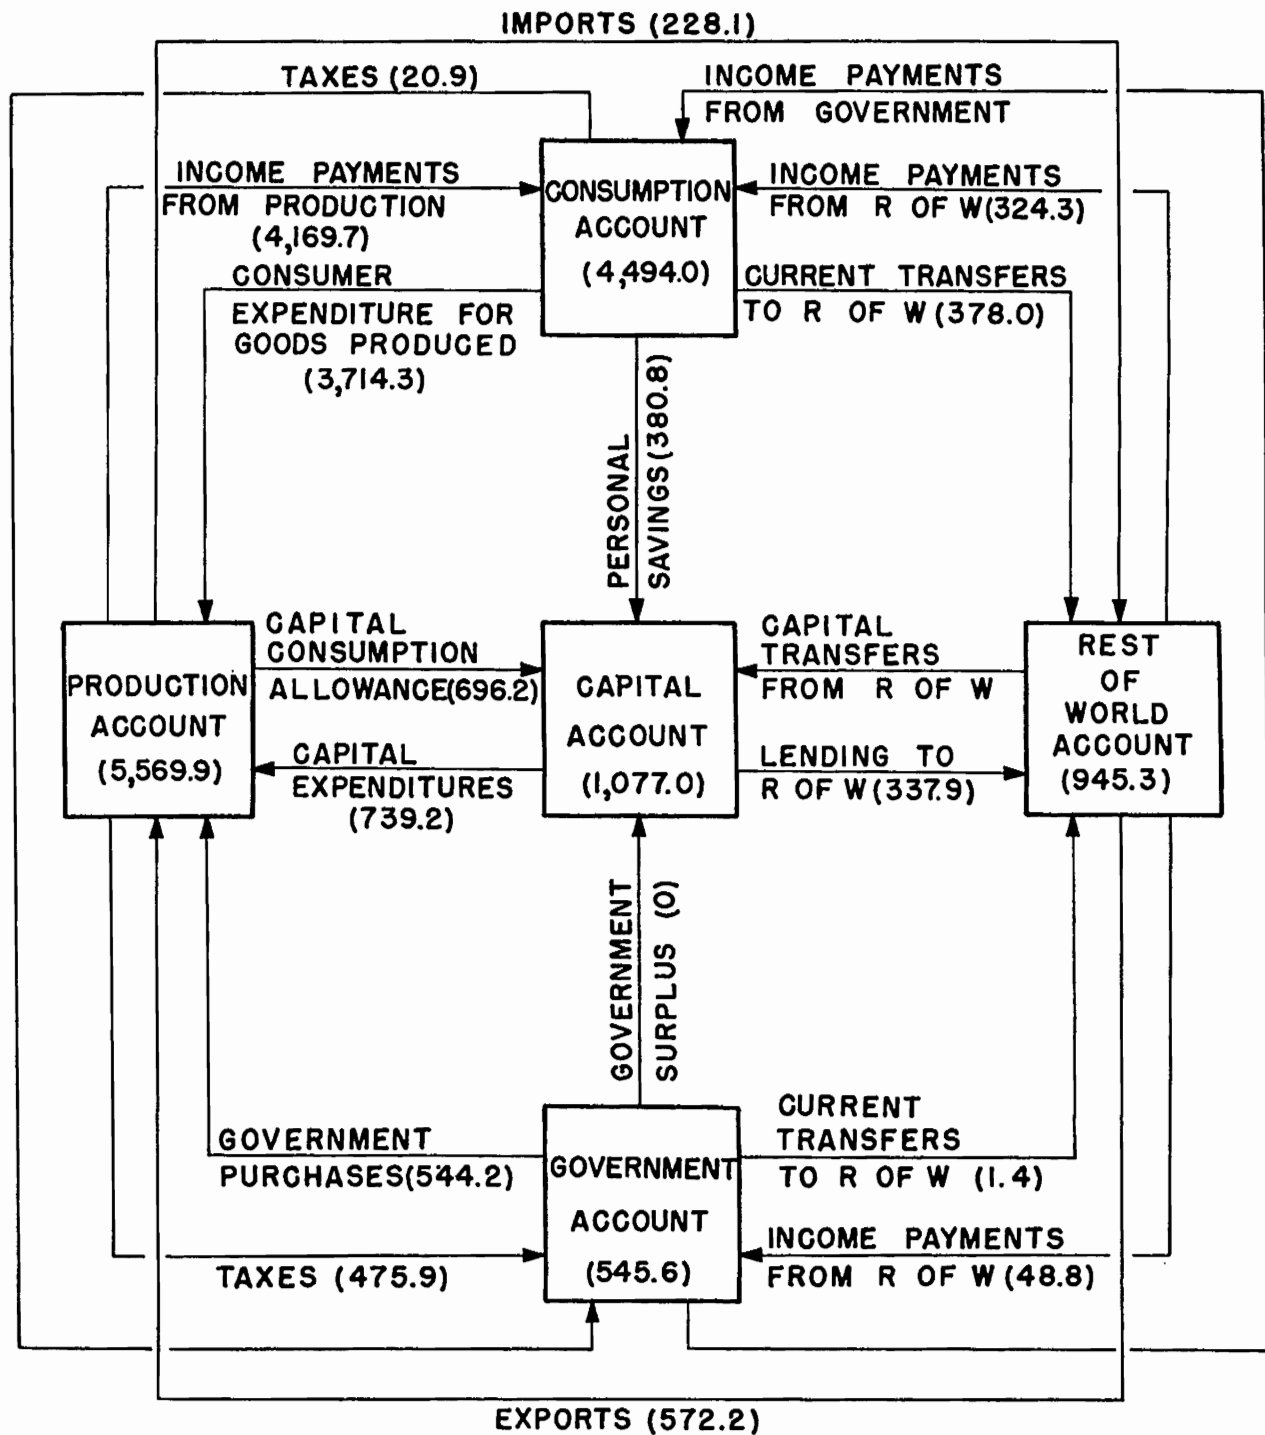 IMPORTS (228.1)
TAXES (20.9)
INCOME PAYMENTS
FROM GOVERNMENT
INCOME PAYMENTS
FROM PRODUCTION
(4,169.7)
CONSUMPTION
ACCOUNT
(4,494.0)
INCOME PAYMENTS
FROM R OF W (324.3)
CONSUMER
EXPENDITURE FOR
GOODS PRODUCED
(3,714.3)
CURRENT TRANSFERS
TO R OF W (378.0)
PERSONAL
SAVINGS (380.8)
PRODUCTION
ACCOUNT
(5,569.9)
CAPITAL
CONSUMPTION
ALLOWANCE (696.2)
CAPITAL
EXPENDITURES
(739.2)
CAPITAL
ACCOUNT
(1,077.0)
CAPITAL
TRANSFERS
FROM R OF W
LENDING TO
R OF W (337.9)
REST
OF
WORLD
ACCOUNT
(945.3)
GOVERNMENT
SURPLUS (0)
GOVERNMENT
PURCHASES (544.2)
TAXES (475.9)
GOVERNMENT
ACCOUNT
(545.6)
CURRENT
TRANSFERS
TO R OF W (1.4)
INCOME PAYMENTS
FROM R OF W (48.8)
EXPORTS (572.2)